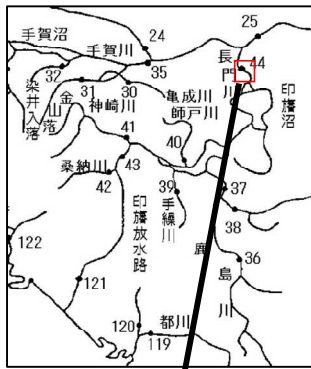 手賀沼
24
25
手賀川
長門川
44
32
35
印旛沼
染井入落
金山落
31
神崎川
30
亀成川
師戸川
41
40
桑納川
43
42
39
手繰川
37
38
印旛放水路
鹿島川
36
122
121
120
都川
119